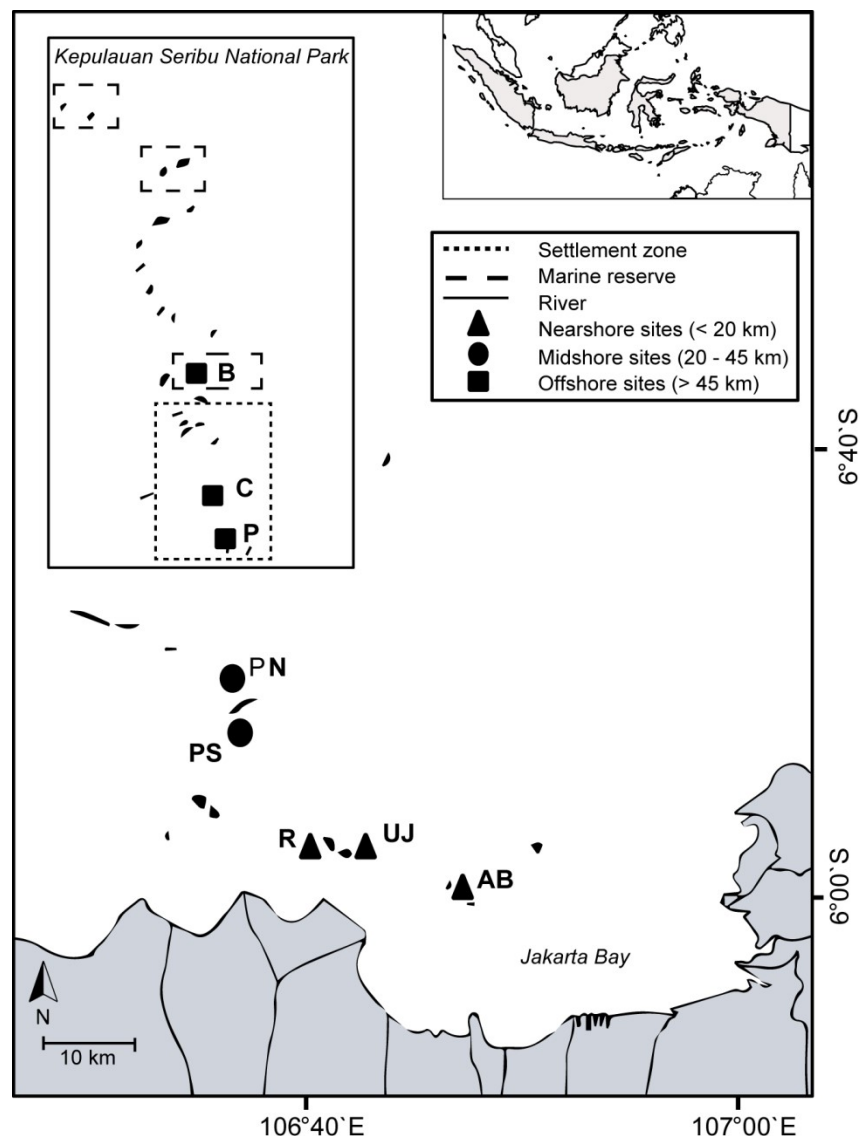 Kepulauan Seribu National Park
Settlement zone
Marine reserve
River
Nearshore sites (< 20 km)
Midshore sites (20 - 45 km)
Offshore sites (> 45 km)
B
C
P
6°40`S
PN
PS
R
UJ
AB
6°00`S
Jakarta Bay
N
10 km
106°40`E
107°00`E